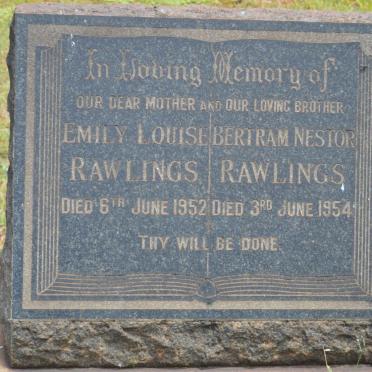 In Loving Memory of
OUR DEAR MOTHER AND OUR LOVING BROTHER
EMILY LOUISE BERTRAM NESTOR
RAWLINGS RAWLINGS
DIED 6TH JUNE 1952 DIED 3RD JUNE 1954
THY WILL BE DONE.